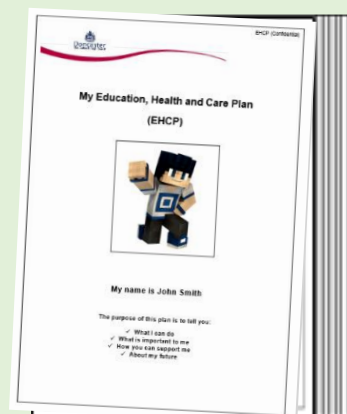 EHCP (Confidential)
Doncaster
My Education, Health and Care Plan
(EHCP)
My name is John Smith
The purpose of this plan is to tell you:
✓ What I can do
✓ What is important to me
✓ How you can support me
✓ About my future